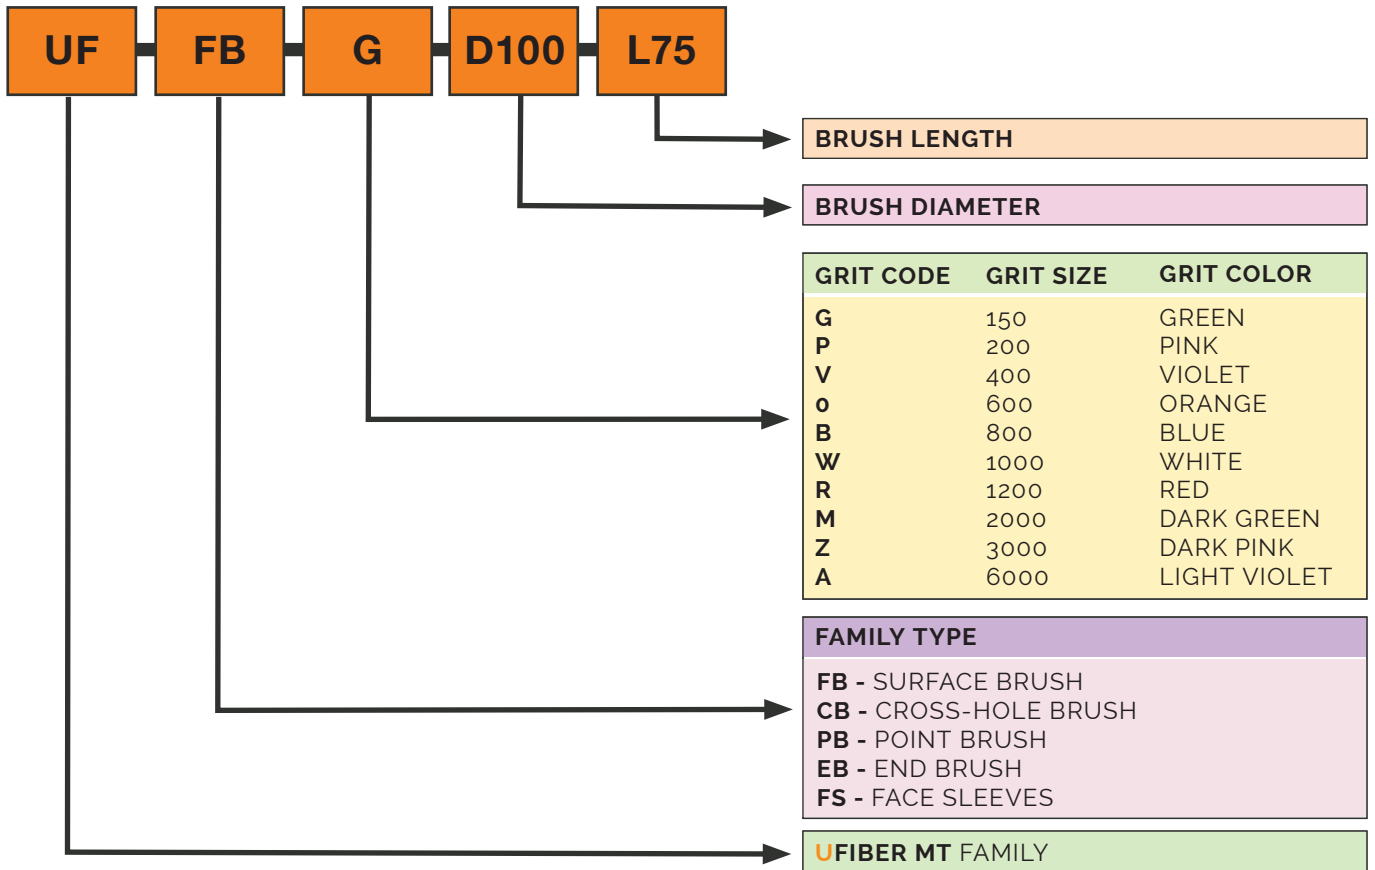 UF FB G D100 L75
BRUSH LENGTH
BRUSH DIAMETER
GRIT CODE GRIT SIZE GRIT COLOR
G 150 GREEN
P 200 PINK
V 400 VIOLET
0 600 ORANGE
B 800 BLUE
W 1000 WHITE
R 1200 RED
M 2000 DARK GREEN
Z 3000 DARK PINK
A 6000 LIGHT VIOLET
FAMILY TYPE
FB - SURFACE BRUSH
CB - CROSS-HOLE BRUSH
PB - POINT BRUSH
EB - END BRUSH
FS - FACE SLEEVES
UFIBER MT FAMILY